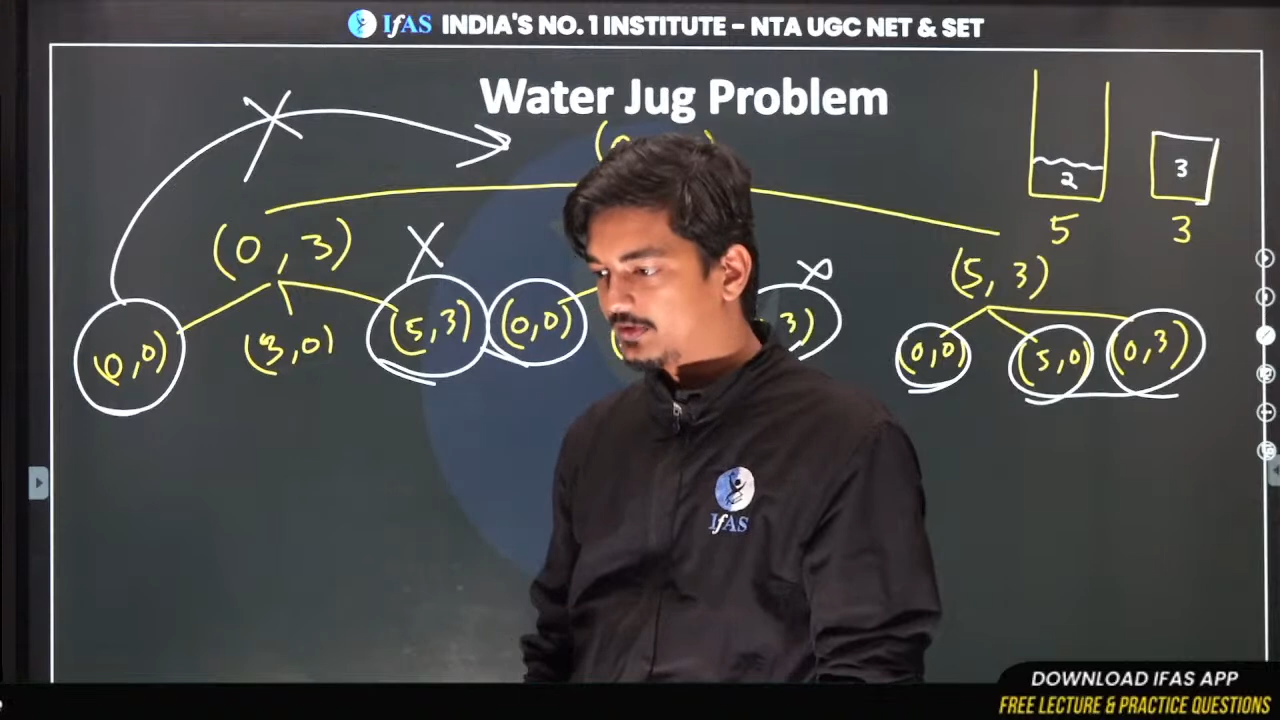 IfAS INDIA'S NO. 1 INSTITUTE - NTA UGC NET & SET
Water Jug Problem
2
3
5
3
(0, 3)
(5, 3)
(0, 0)
(3, 0)
(5, 3)
(0, 0)
3)
(0, 0)
(5, 0)
(0, 3)
IfAS
DOWNLOAD IFAS APP
FREE LECTURE & PRACTICE QUESTIONS